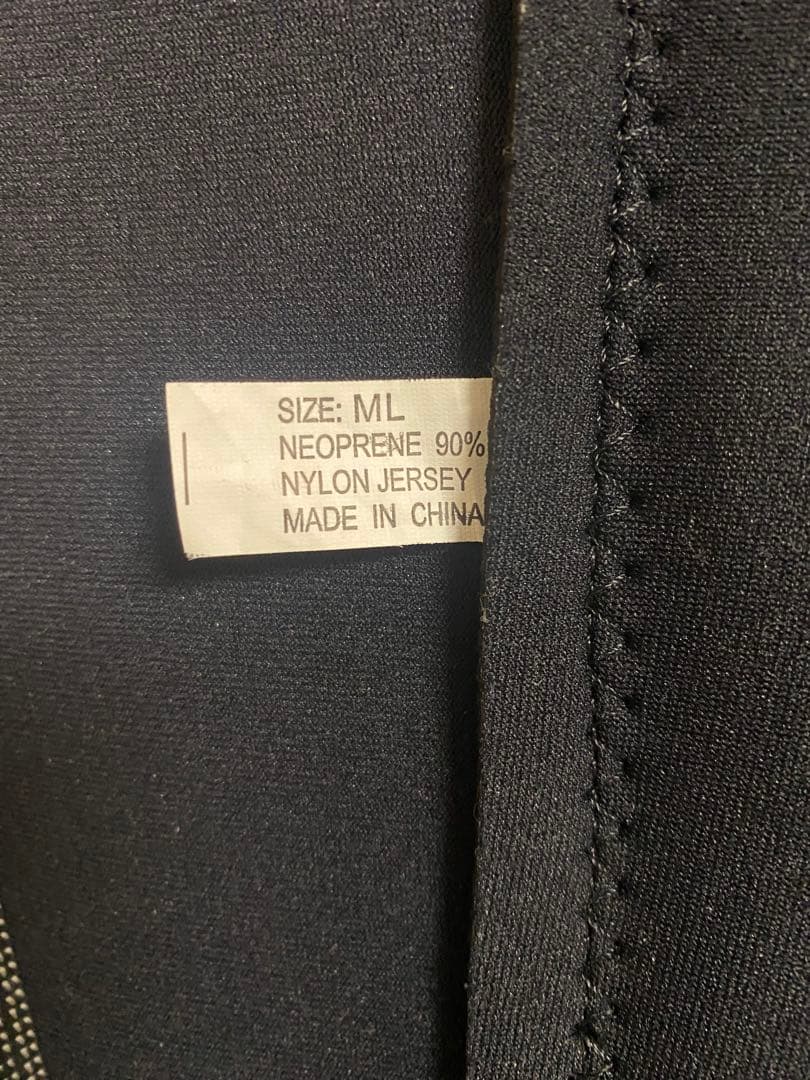 SIZE: ML
NEOPRENE 90%
NYLON JERSEY
MADE IN CHINA